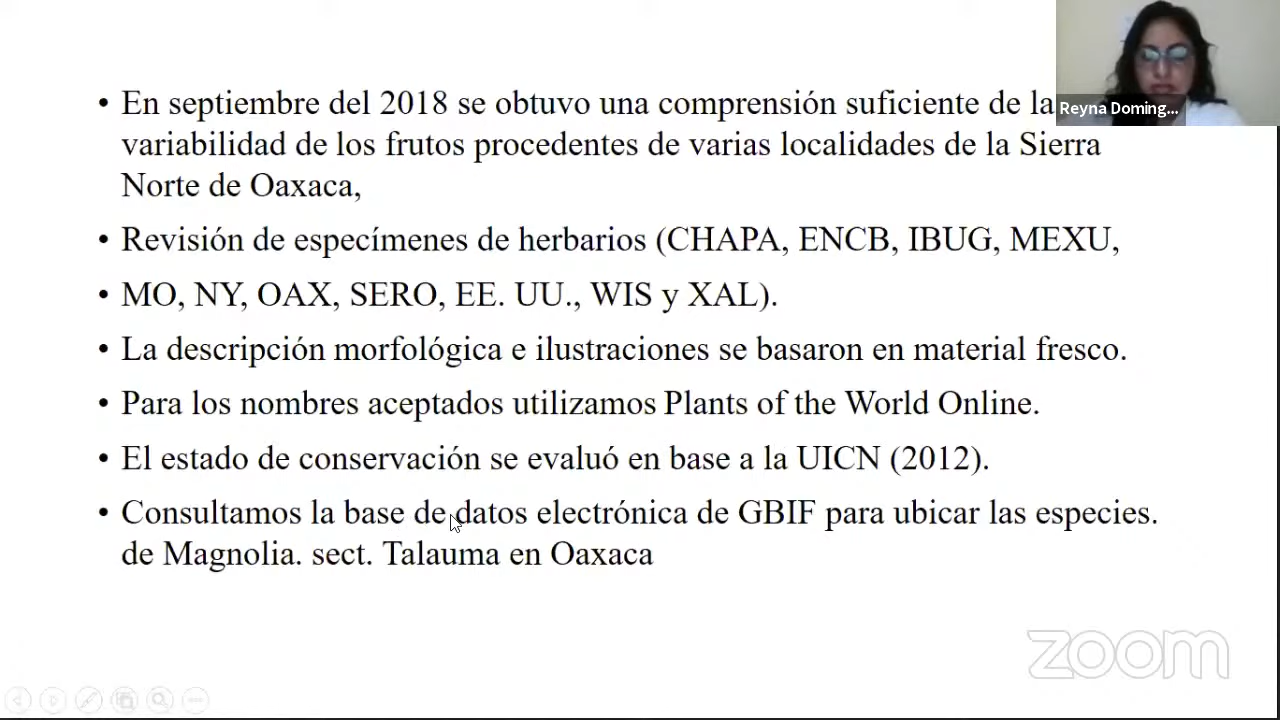 • En septiembre del 2018 se obtuvo una comprensión suficiente de la
variabilidad de los frutos procedentes de varias localidades de la Sierra
Norte de Oaxaca,
• Revisión de especímenes de herbarios (CHAPA, ENCB, IBUG, MEXU,
• MO, NY, OAX, SERO, EE. UU., WIS y XAL).
• La descripción morfológica e ilustraciones se basaron en material fresco.
• Para los nombres aceptados utilizamos Plants of the World Online.
• El estado de conservación se evaluó en base a la UICN (2012).
• Consultamos la base de datos electrónica de GBIF para ubicar las especies.
de Magnolia. sect. Talauma en Oaxaca
Reyna Doming...
zoom